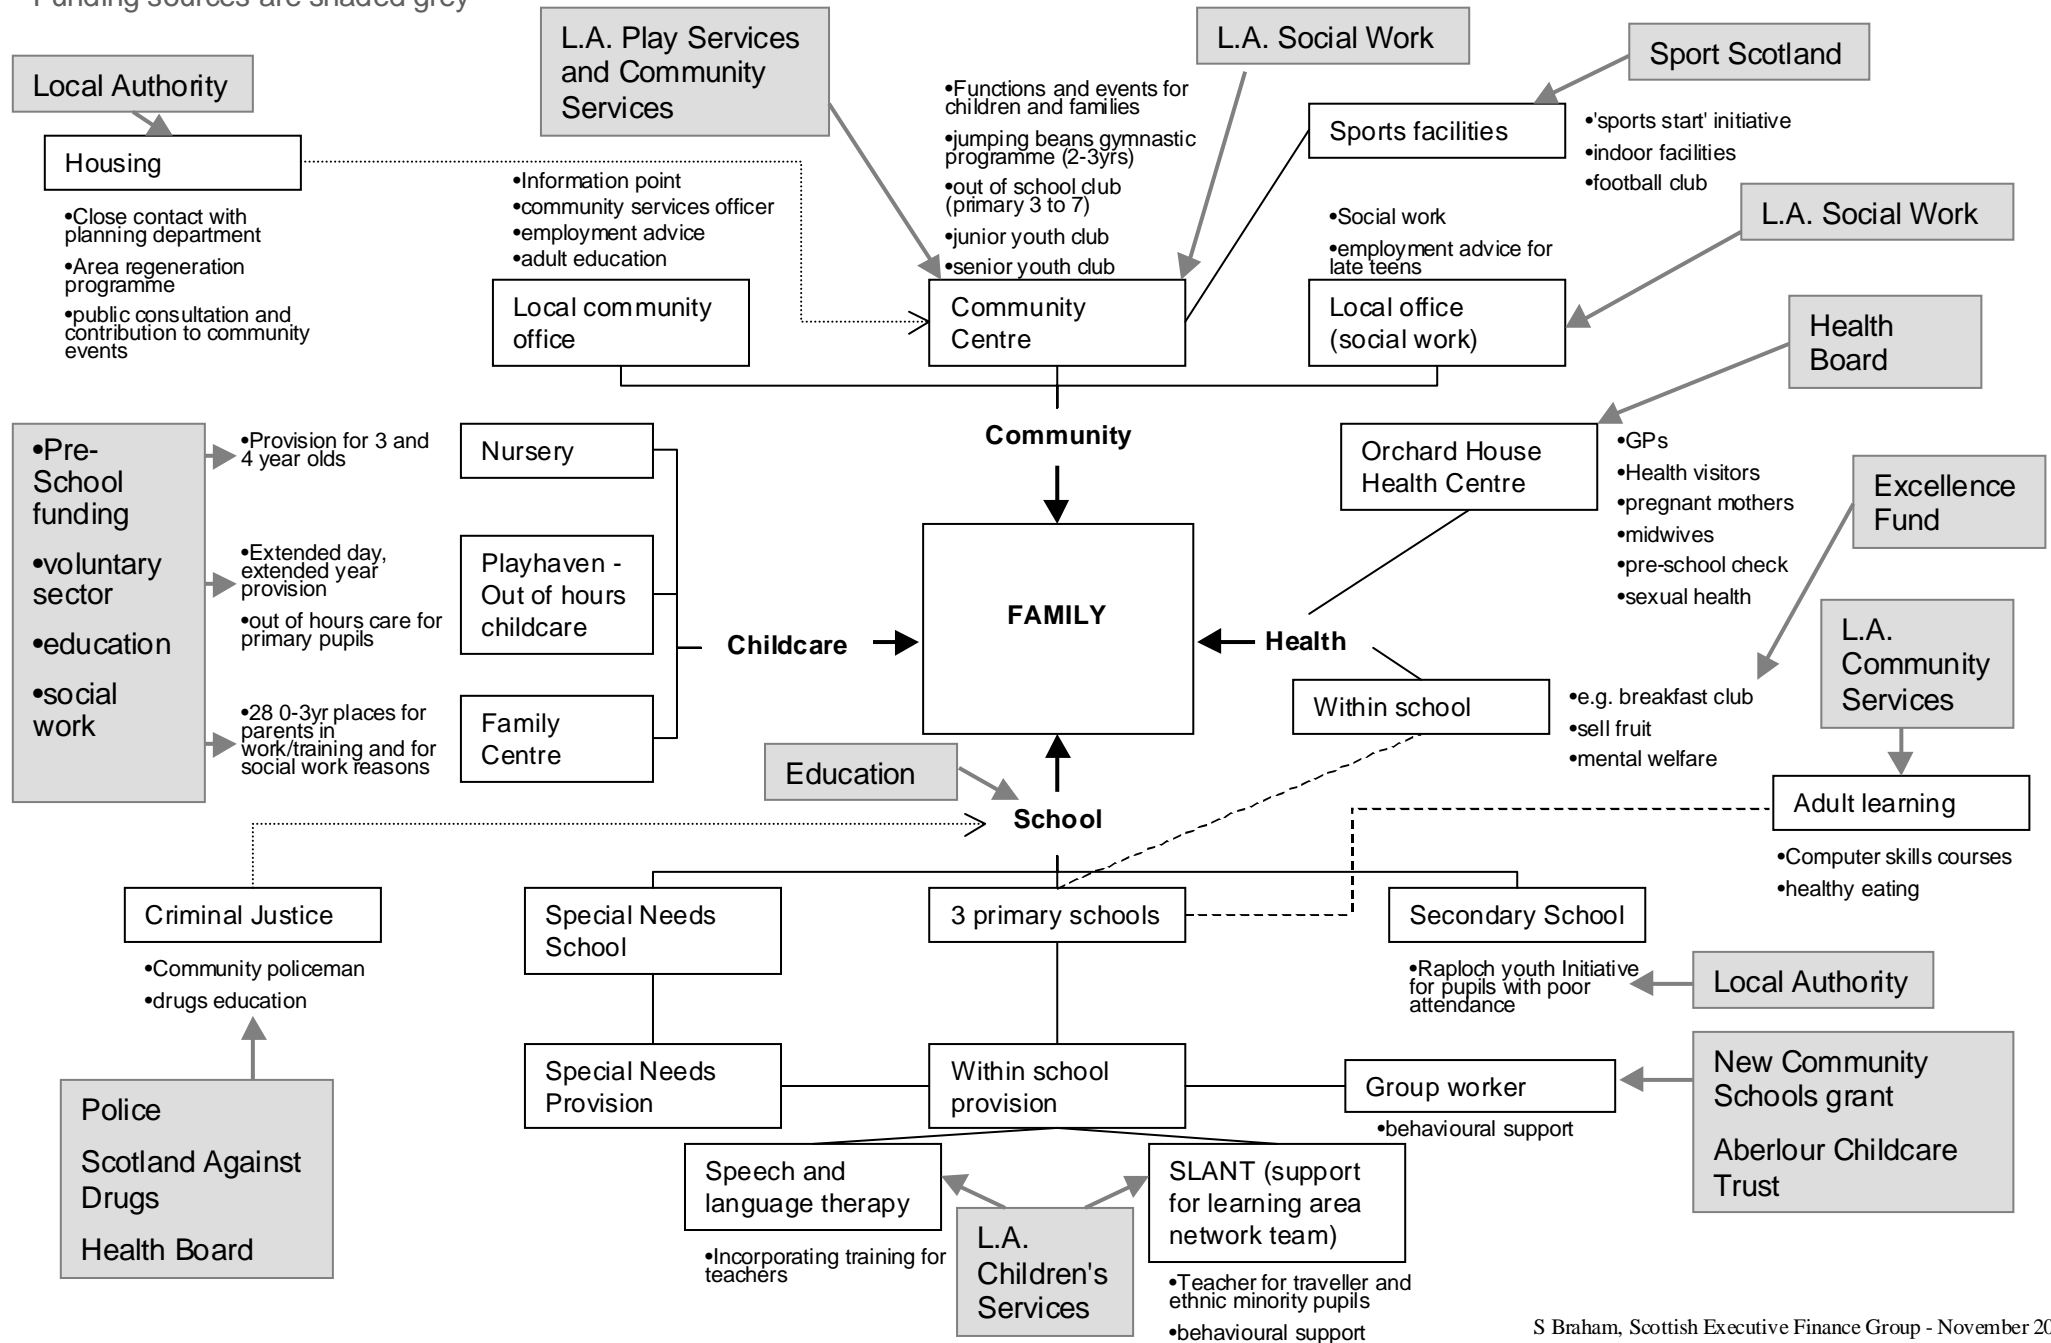 Funding sources are shaded grey
Local Authority
Housing
•Close contact with
planning department
•Area regeneration
programme
•public consultation and
contribution to community
events
L.A. Play Services
and Community
Services
•Information point
•community services officer
•employment advice
•adult education
Local community
office
•Functions and events for
children and families
•jumping beans gymnastic
programme (2-3yrs)
•out of school club
(primary 3 to 7)
•junior youth club
•senior youth club
Community
Centre
L.A. Social Work
Sport Scotland
Sports facilities
•'sports start' initiative
•indoor facilities
•football club
•Social work
•employment advice for
late teens
Local office
(social work)
L.A. Social Work
Health
Board
Community
•Pre-
School
funding
•voluntary
sector
•education
•social
work
•Provision for 3 and
4 year olds
Nursery
•Extended day,
extended year
provision
•out of hours care for
primary pupils
Playhaven -
Out of hours
childcare
•28 0-3yr places for
parents in
work/training and for
social work reasons
Family
Centre
Childcare
FAMILY
Health
Orchard House
Health Centre
•GPs
•Health visitors
•pregnant mothers
•midwives
•pre-school check
•sexual health
Excellence
Fund
Within school
•e.g. breakfast club
•sell fruit
•mental welfare
L.A.
Community
Services
Adult learning
•Computer skills courses
•healthy eating
Education
School
Criminal Justice
•Community policeman
•drugs education
Police
Scotland Against
Drugs
Health Board
Special Needs
School
3 primary schools
Secondary School
•Raploch youth Initiative
for pupils with poor
attendance
Local Authority
Special Needs
Provision
Within school
provision
Group worker
•behavioural support
New Community
Schools grant
Aberlour Childcare
Trust
Speech and
language therapy
•Incorporating training for
teachers
L.A.
Children's
Services
SLANT (support
for learning area
network team)
•Teacher for traveller and
ethnic minority pupils
•behavioural support
S Braham, Scottish Executive Finance Group - November 20